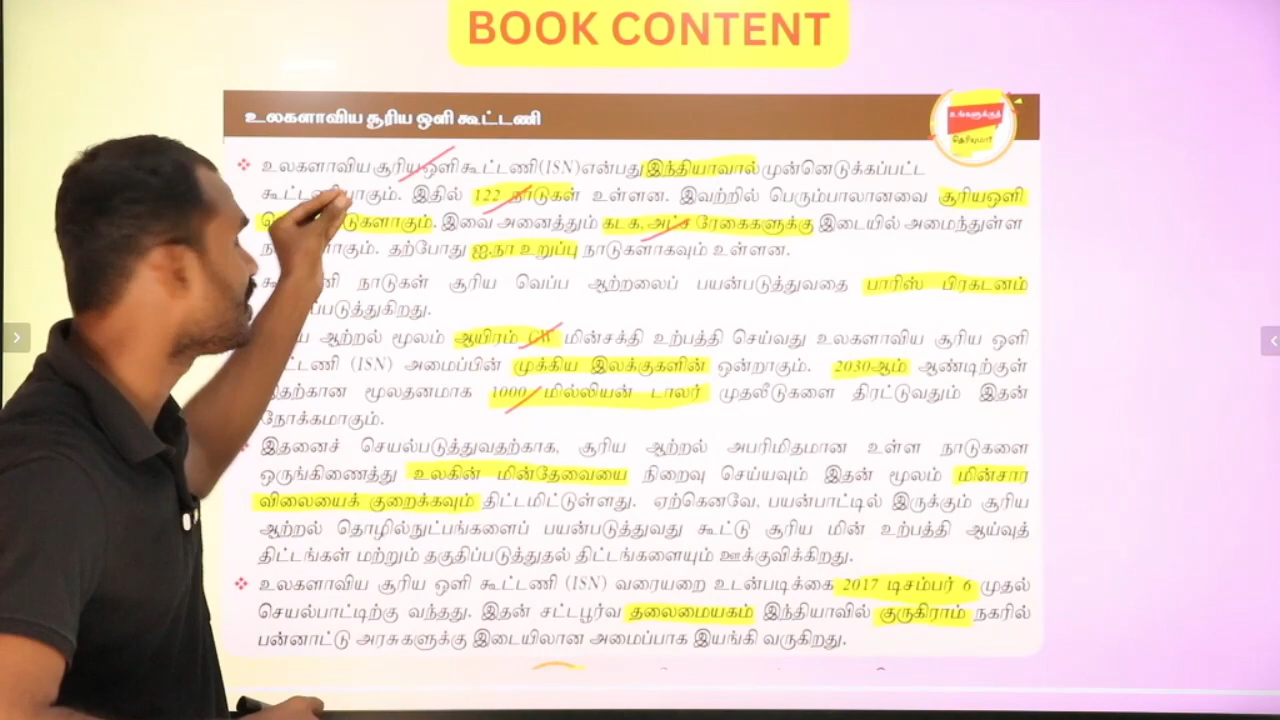 BOOK CONTENT
உலகளாவிய சூரிய ஒளி கூட்டணி
உங்களுக்குத்
தெரியுமா?
உலகளாவிய சூரிய ஒளி கூட்டணி (ISN) என்பது இந்தியாவால் முன்னெடுக்கப்பட்ட
இதில் 122 நாடுகள் உள்ளன. இவற்றில் பெரும்பாலானவை சூரியஒளி
இவை அனைத்தும் கடக, அட்ச ரேகைகளுக்கு இடையில் அமைந்துள்ள
தற்போது ஐ.நா உறுப்பு நாடுகளாகவும் உள்ளன.
நாடுகள் சூரிய வெப்ப ஆற்றலைப் பயன்படுத்துவதை பாரிஸ் பிரகடனம்
ஆற்றல் மூலம் ஆயிரம் GW மின்சக்தி உற்பத்தி செய்வது உலகளாவிய சூரிய ஒளி
(ISN) அமைப்பின் முக்கிய இலக்குகளின் ஒன்றாகும். 2030ஆம் ஆண்டிற்குள்
மூலதனமாக 1000 மில்லியன் டாலர் முதலீடுகளை திரட்டுவதும் இதன்
நோக்கமாகும்.
இதனைச் செயல்படுத்துவதற்காக, சூரிய ஆற்றல் அபரிமிதமான உள்ள நாடுகளை
ஒருங்கிணைத்து உலகின் மின்தேவையை நிறைவு செய்யவும் இதன் மூலம் மின்சார
விலையைக் குறைக்கவும் திட்டமிட்டுள்ளது. ஏற்கெனவே, பயன்பாட்டில் இருக்கும் சூரிய
ஆற்றல் தொழில்நுட்பங்களைப் பயன்படுத்துவது கூட்டு சூரிய மின் உற்பத்தி ஆய்வுத்
திட்டங்கள் மற்றும் தகுதிப்படுத்துதல் திட்டங்களையும் ஊக்குவிக்கிறது.
உலகளாவிய சூரிய ஒளி கூட்டணி (ISN) வரையறை உடன்படிக்கை 2017 டிசம்பர் 6 முதல்
செயல்பாட்டிற்கு வந்தது. இதன் சட்டபூர்வ தலைமையகம் இந்தியாவில் குருகிராம் நகரில்
பன்னாட்டு அரசுகளுக்கு இடையிலான அமைப்பாக இயங்கி வருகிறது.